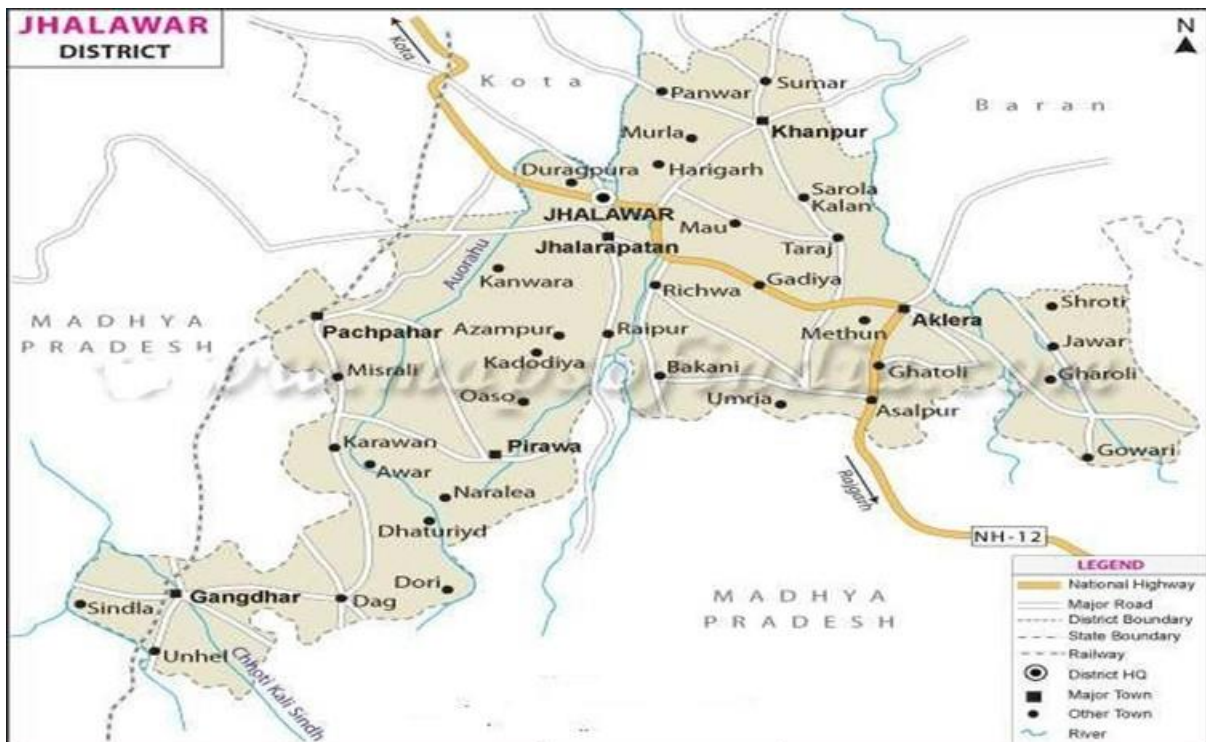 JHALAWAR
DISTRICT
N
Kota
Kota
Baran
Panwar
Sumar
Khanpur
Murla
Harigarh
Duragpura
Sarola
Kalan
JHALAWAR
Mau
Taraj
Jhalarapatan
Auorahu
Kanwara
Richwa
Gadiya
MADHYA
PRADESH
Pachpahar
Azampur
Raipur
Methun
Aklera
Shroti
Jawar
Kadodiya
Misrali
Bakani
Ghatoli
Gharoli
Oaso
Umria
Asalpur
Karawan
Pirawa
Gowari
Awar
Naralea
Rajgarh
Dhaturiyd
NH-12
Dori
Sindla
Gangdhar
Dag
MADHYA
PRADESH
Unhel
Chhoti Kali Sindh
LEGEND
National Highway
Major Road
District Boundary
State Boundary
Railway
District HQ
Major Town
Other Town
River